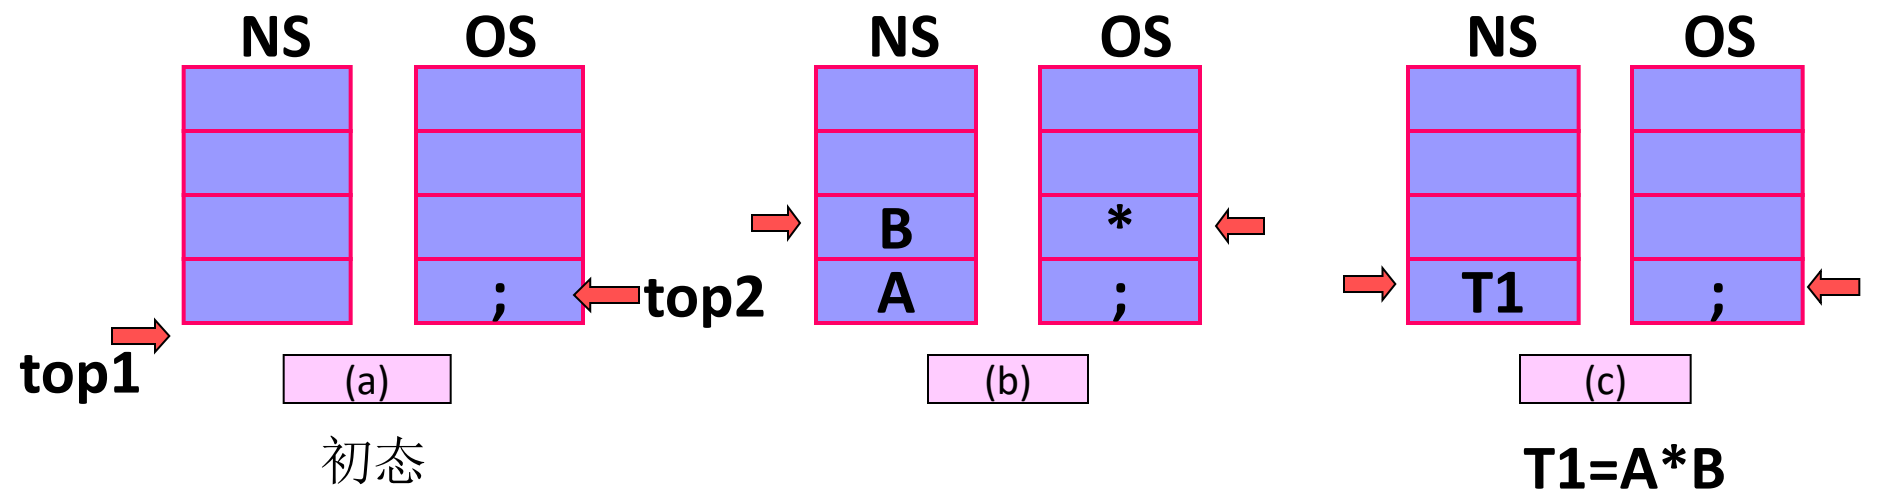 NS OS NS OS NS OS
B *
; top2 A ; T1 ;
top1 (a) (b) (c)
初态 T1=A*B